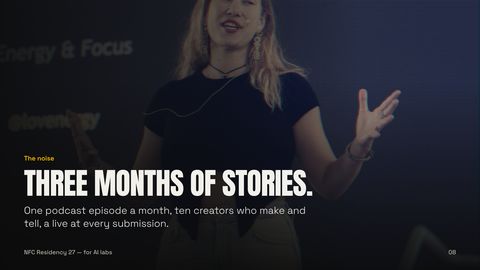 Energy & Focus
@lovenergy
The noise
THREE MONTHS OF STORIES.
One podcast episode a month, ten creators who make and
tell, a live at every submission.
NFC Residency 27 — for AI labs
08